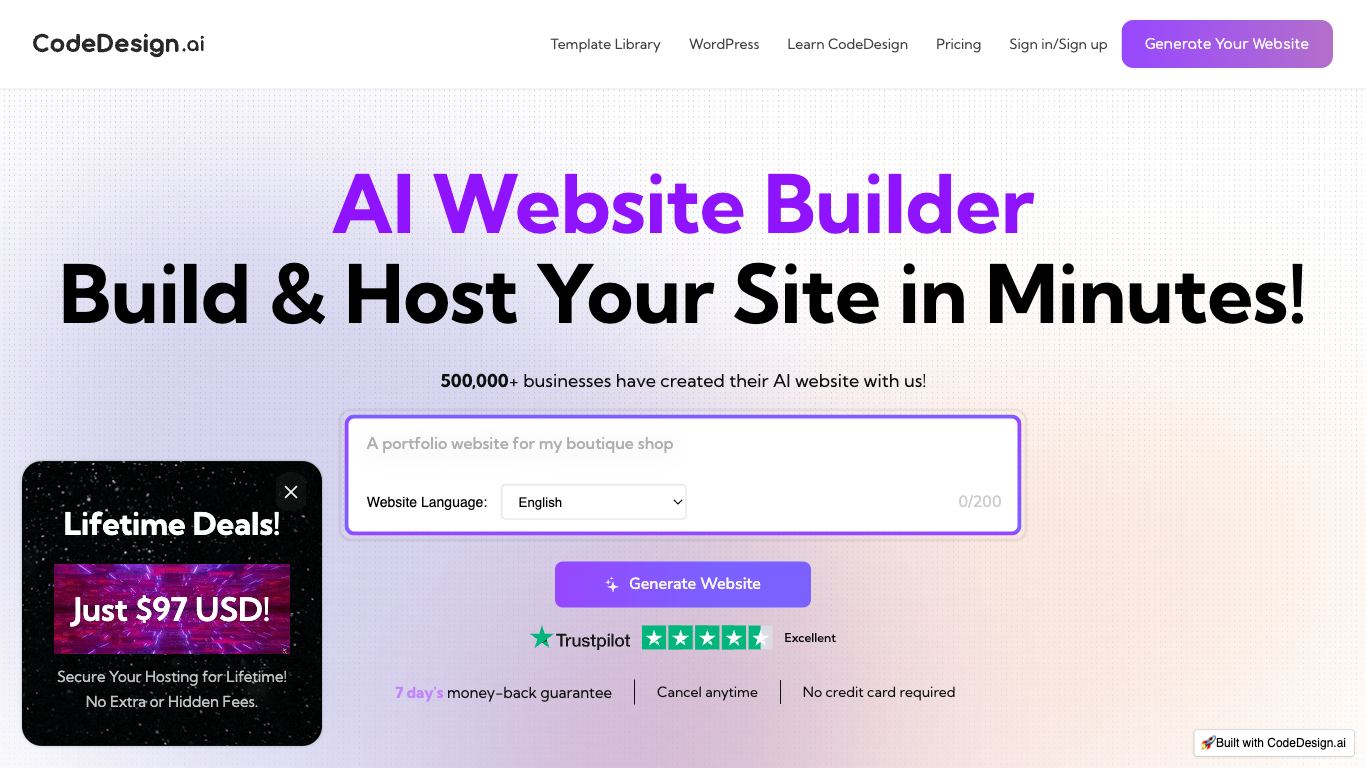 CodeDesign.ai
Template Library
WordPress
Learn CodeDesign
Pricing
Sign in/Sign up
Generate Your Website
AI Website Builder
Build & Host Your Site in Minutes!
500,000+ businesses have created their AI website with us!
A portfolio website for my boutique shop
Website Language:
English
0/200
Generate Website
Trustpilot
Excellent
7 day's money-back guarantee
Cancel anytime
No credit card required
Lifetime Deals!
Just $97 USD!
Secure Your Hosting for Lifetime!
No Extra or Hidden Fees.
🚀Built with CodeDesign.ai